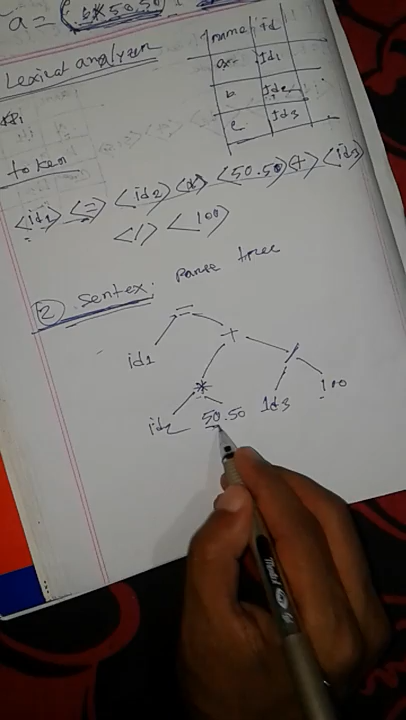 a = (b*50.50
Lexical analyzer
name id
a id1
b id2
c id3
token
<id1> <=> <id2> <*> <50.50> <+> <id3>
</> <100>
② Sentex: Parse tree
=
id1 +
* /
id2 50.50 id3 100